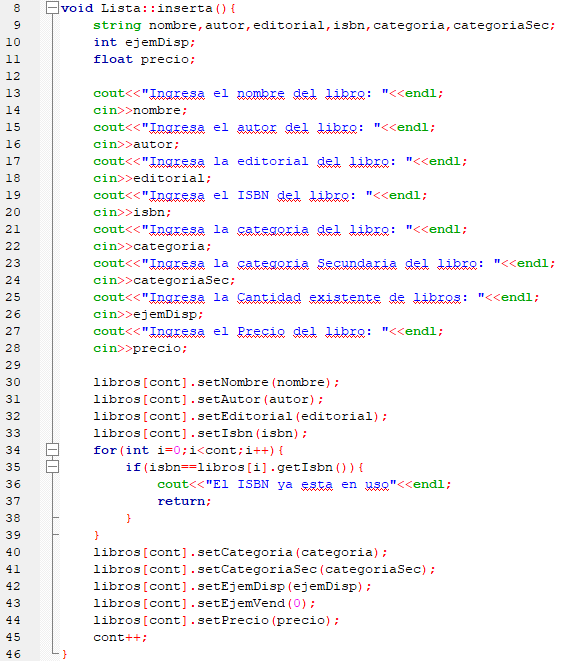 8 void Lista::inserta(){
9 string nombre,autor,editorial,isbn,categoria,categoriaSec;
10 int ejemDisp;
11 float precio;
12
13 cout<<"Ingresa el nombre del libro: "<<endl;
14 cin>>nombre;
15 cout<<"Ingresa el autor del libro: "<<endl;
16 cin>>autor;
17 cout<<"Ingresa la editorial del libro: "<<endl;
18 cin>>editorial;
19 cout<<"Ingresa el ISBN del libro: "<<endl;
20 cin>>isbn;
21 cout<<"Ingresa la categoria del libro: "<<endl;
22 cin>>categoria;
23 cout<<"Ingresa la categoria Secundaria del libro: "<<endl;
24 cin>>categoriaSec;
25 cout<<"Ingresa la Cantidad existente de libros: "<<endl;
26 cin>>ejemDisp;
27 cout<<"Ingresa el Precio del libro: "<<endl;
28 cin>>precio;
29
30 libros[cont].setNombre(nombre);
31 libros[cont].setAutor(autor);
32 libros[cont].setEditorial(editorial);
33 libros[cont].setIsbn(isbn);
34 for(int i=0;i<cont;i++){
35 if(isbn==libros[i].getIsbn()){
36 cout<<"El ISBN ya esta en uso"<<endl;
37 return;
38 }
39 }
40 libros[cont].setCategoria(categoria);
41 libros[cont].setCategoriaSec(categoriaSec);
42 libros[cont].setEjemDisp(ejemDisp);
43 libros[cont].setEjemVend(0);
44 libros[cont].setPrecio(precio);
45 cont++;
46 }